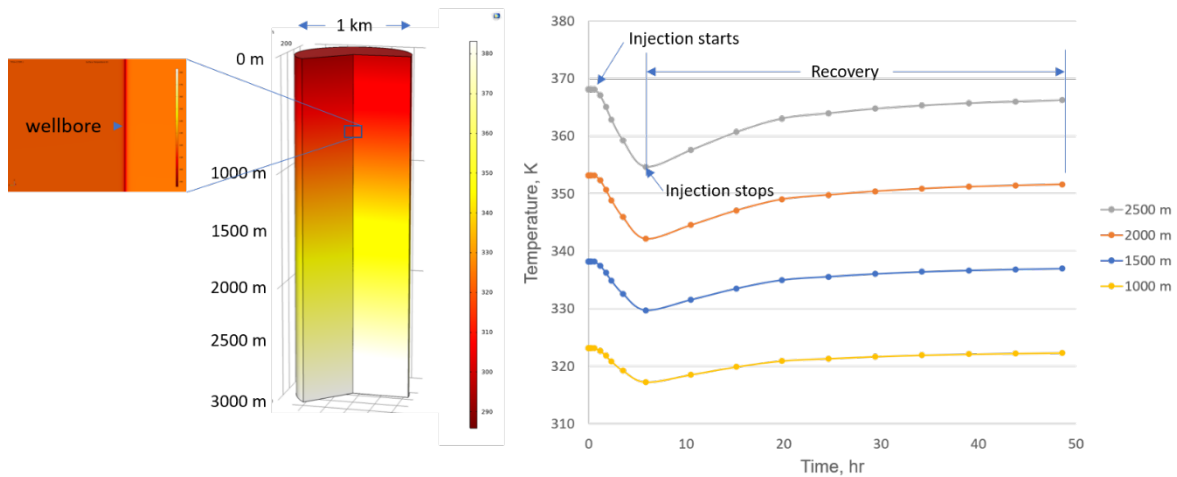 1 km
200
0 m
wellbore
1000 m
1500 m
2000 m
2500 m
3000 m
380
370
360
350
340
330
320
310
300
290
380
370
360
350
340
330
320
310
Temperature, K
0
10
20
30
40
50
Time, hr
Injection starts
Recovery
Injection stops
2500 m
2000 m
1500 m
1000 m